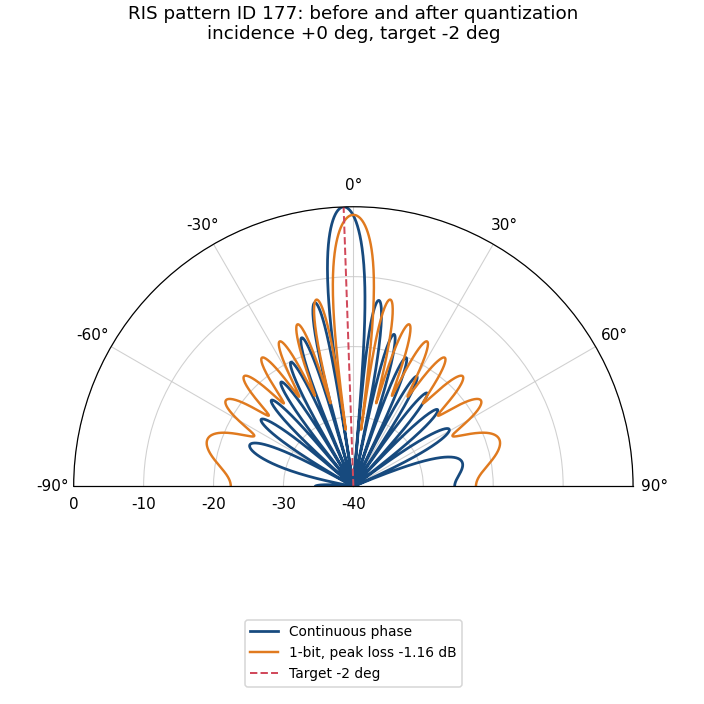 RIS pattern ID 177: before and after quantization
incidence +0 deg, target -2 deg
0°
-30°
30°
-60°
60°
-90°
90°
0
-10
-20
-30
-40
Continuous phase
1-bit, peak loss -1.16 dB
Target -2 deg